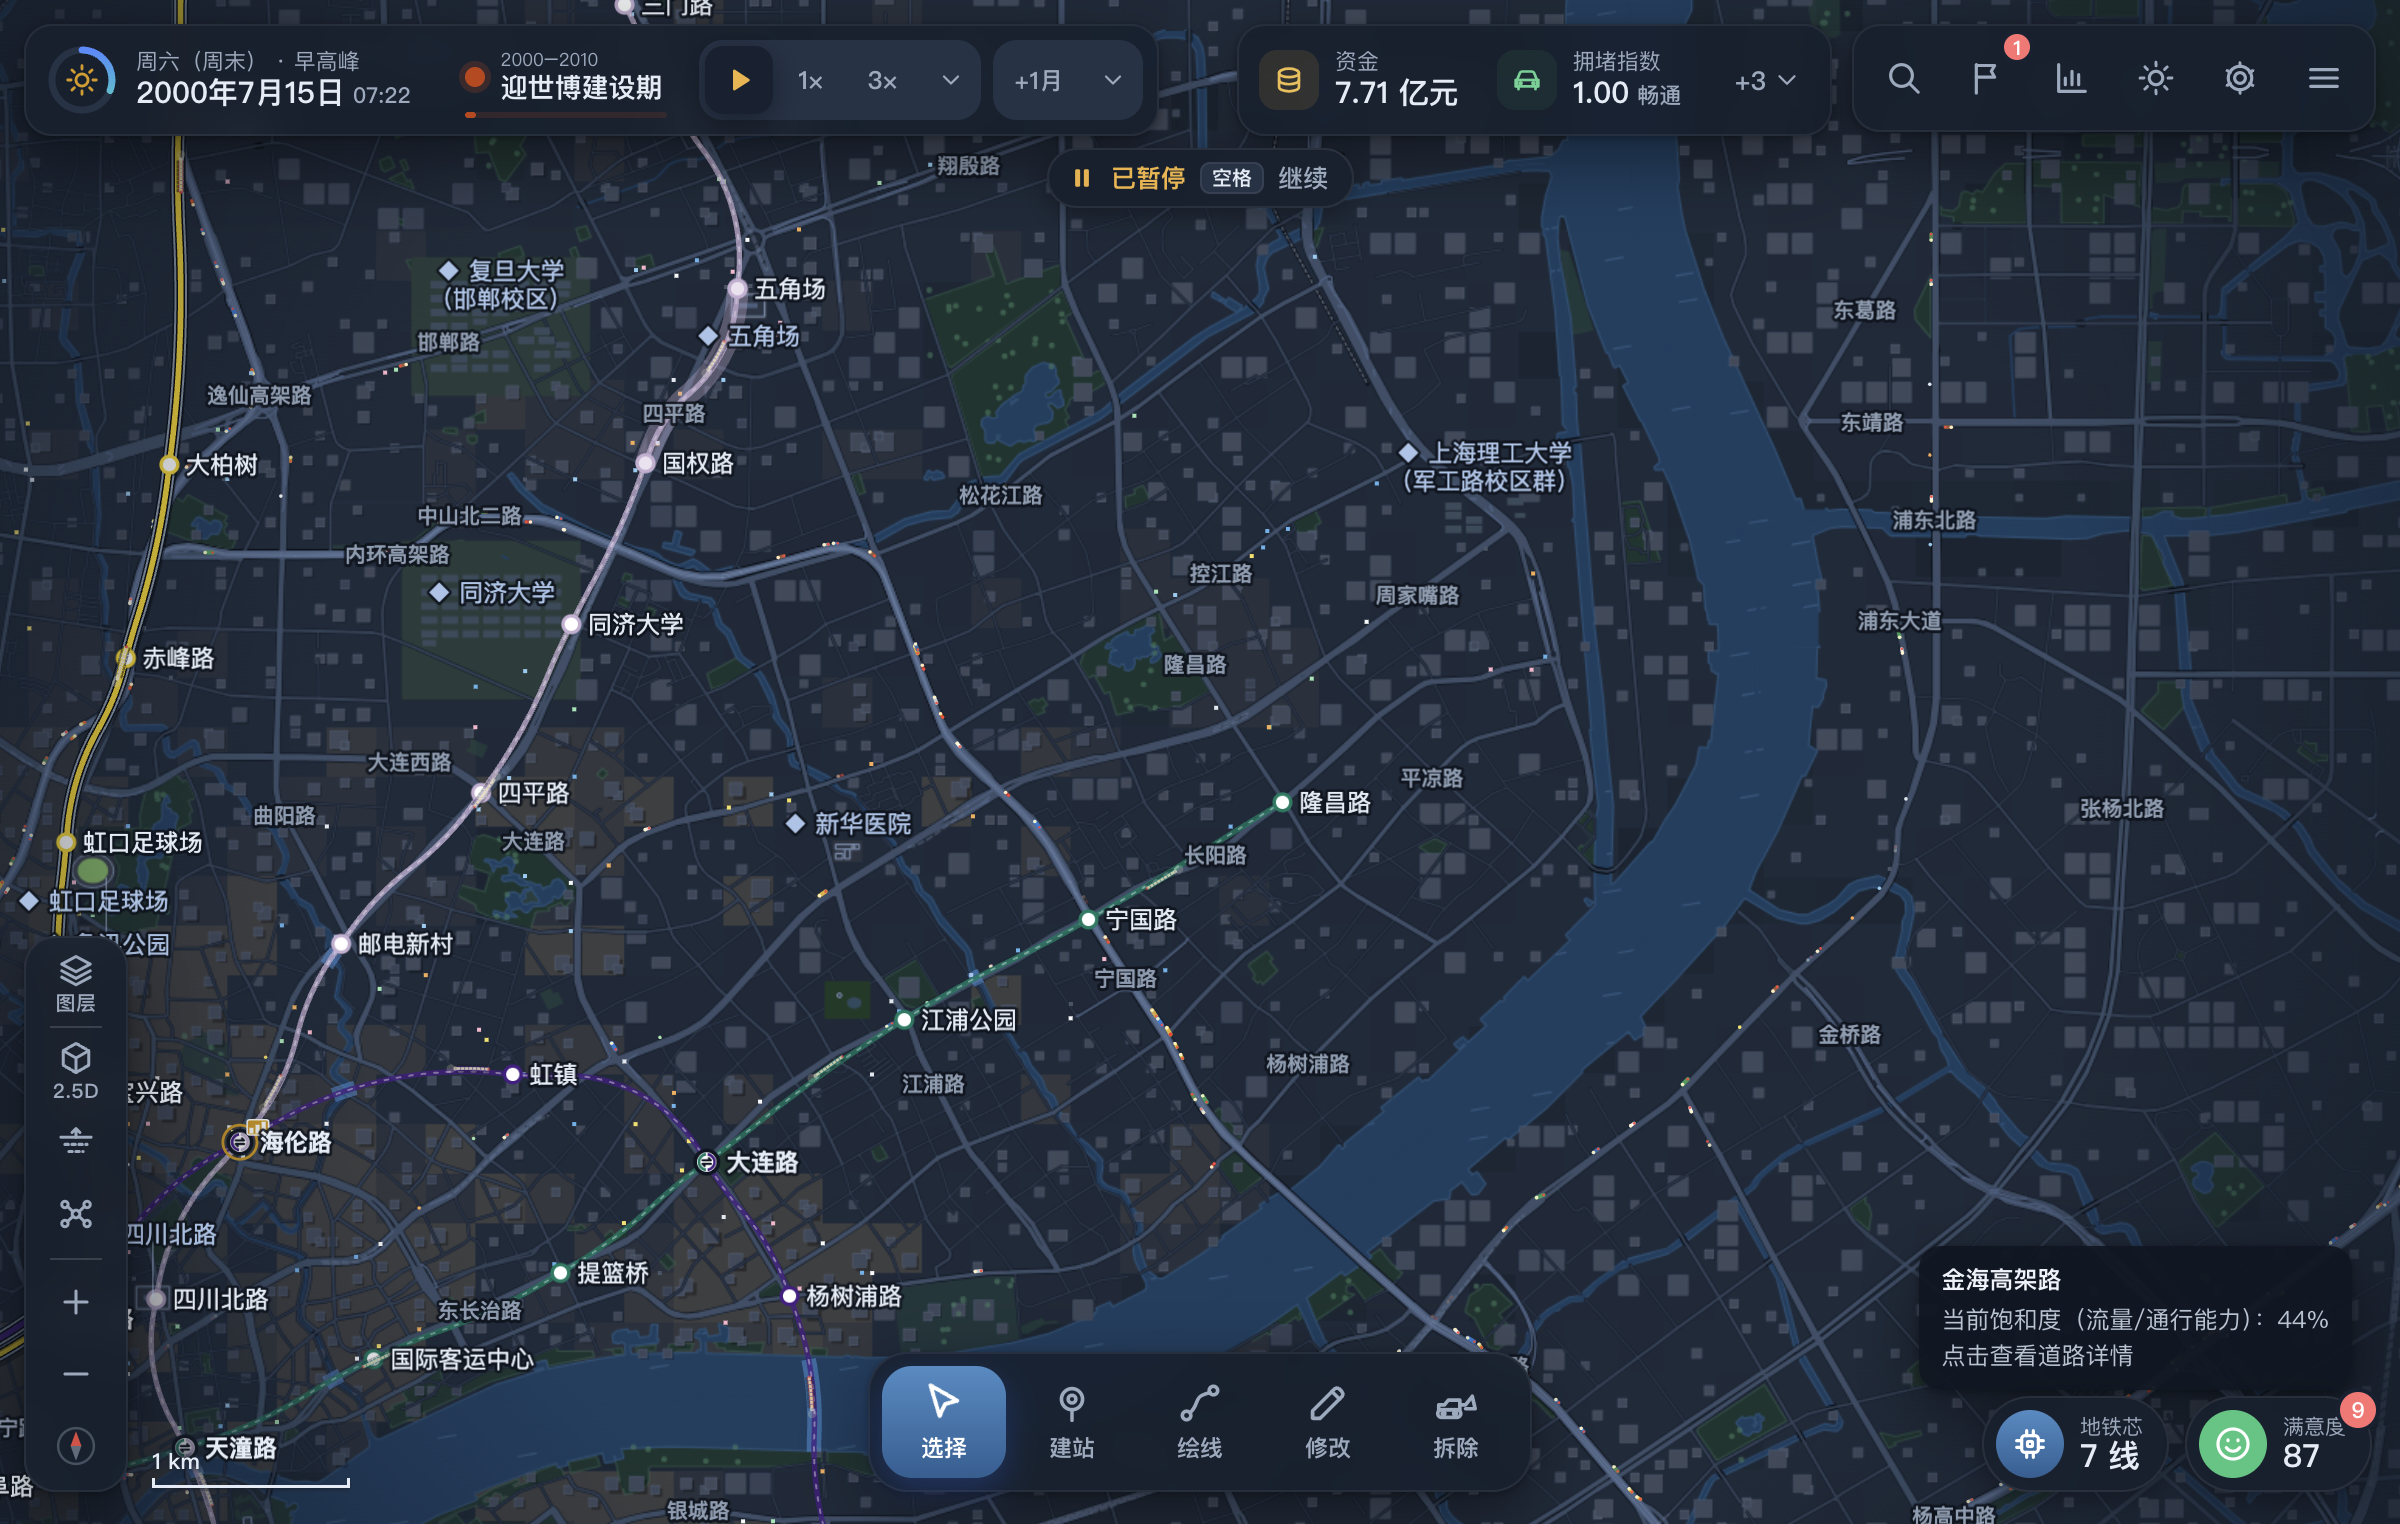 三门路
周六（周末） · 早高峰
2000年7月15日 07:22
2000—2010
迎世博建设期
1×
3×
+1月
资金
7.71 亿元
拥堵指数
1.00 畅通
+3
1
已暂停 空格 继续
翔殷路
复旦大学
（邯郸校区）
五角场
五角场
邯郸路
东葛路
逸仙高架路
四平路
东靖路
大柏树
国权路
上海理工大学
（军工路校区群）
松花江路
中山北二路
浦东北路
内环高架路
控江路
同济大学
周家嘴路
同济大学
浦东大道
赤峰路
隆昌路
大连西路
平凉路
四平路
隆昌路
张杨北路
曲阳路
新华医院
虹口足球场
大连路
长阳路
虹口足球场
宁国路
公园
邮电新村
宁国路
图层
江浦公园
金桥路
虹镇
杨树浦路
2.5D
宝兴路
江浦路
海伦路
大连路
四川北路
提篮桥
四川北路
杨树浦路
东长治路
金海高架路
当前饱和度（流量/通行能力）：44%
点击查看道路详情
国际客运中心
路
天潼路
1 km
选择
建站
绘线
修改
拆除
地铁芯
7 线
满意度
87
9
银城路
杨高中路